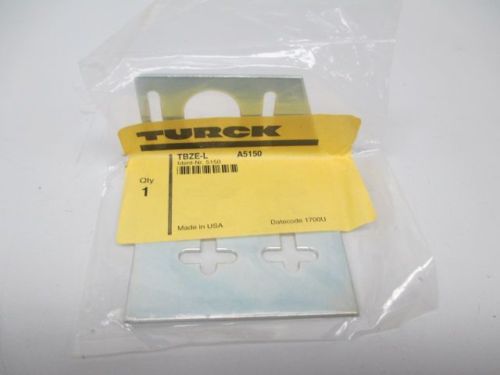 TURCK
TBZE-L A5150
Ident-Nr. 5150
Qty
1
Made in USA Datecode 1700U